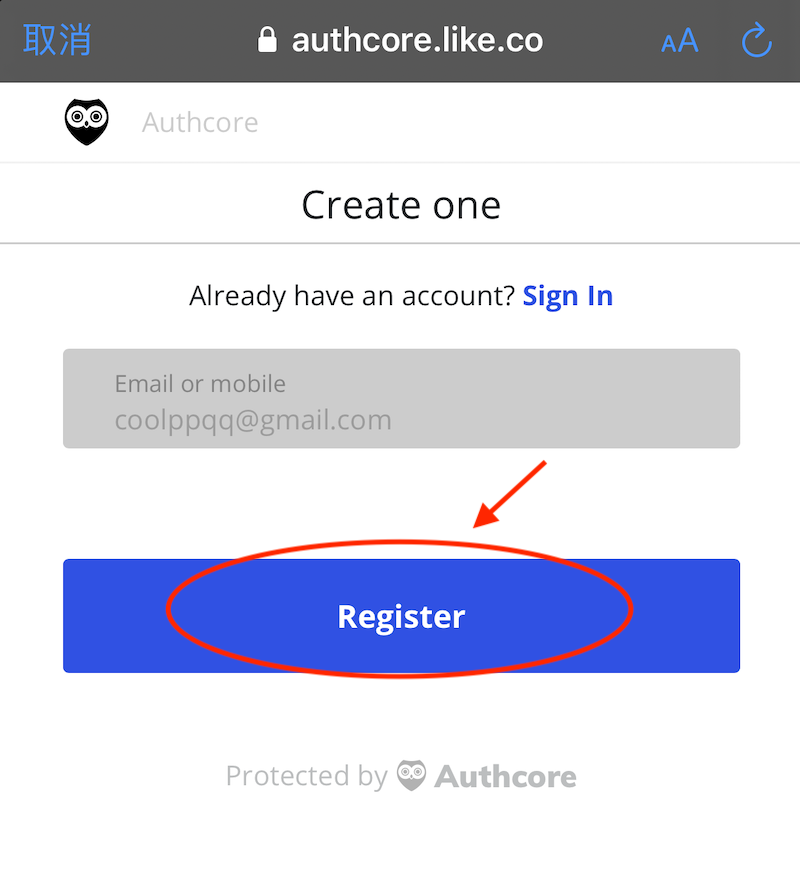 取消 authcore.like.co AA
Authcore
Create one
Already have an account? Sign In
Email or mobile
coolppqq@gmail.com
Register
Protected by Authcore